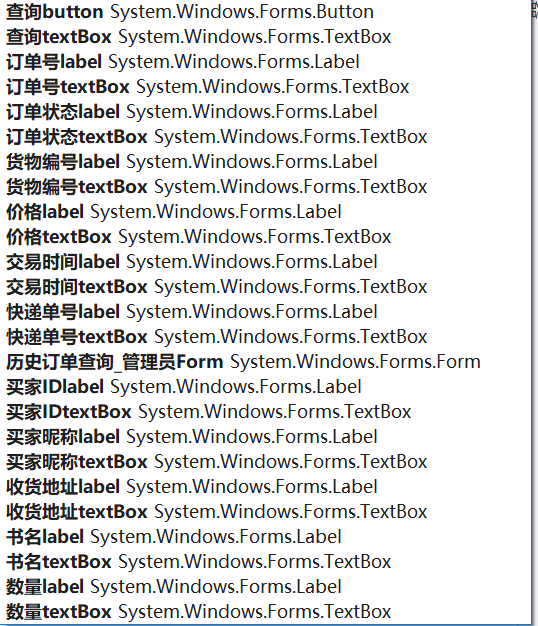 查询button System.Windows.Forms.Button
查询textBox System.Windows.Forms.TextBox
订单号label System.Windows.Forms.Label
订单号textBox System.Windows.Forms.TextBox
订单状态label System.Windows.Forms.Label
订单状态textBox System.Windows.Forms.TextBox
货物编号label System.Windows.Forms.Label
货物编号textBox System.Windows.Forms.TextBox
价格label System.Windows.Forms.Label
价格textBox System.Windows.Forms.TextBox
交易时间label System.Windows.Forms.Label
交易时间textBox System.Windows.Forms.TextBox
快递单号label System.Windows.Forms.Label
快递单号textBox System.Windows.Forms.TextBox
历史订单查询_管理员Form System.Windows.Forms.Form
买家IDlabel System.Windows.Forms.Label
买家IDtextBox System.Windows.Forms.TextBox
买家昵称label System.Windows.Forms.Label
买家昵称textBox System.Windows.Forms.TextBox
收货地址label System.Windows.Forms.Label
收货地址textBox System.Windows.Forms.TextBox
书名label System.Windows.Forms.Label
书名textBox System.Windows.Forms.TextBox
数量label System.Windows.Forms.Label
数量textBox System.Windows.Forms.TextBox